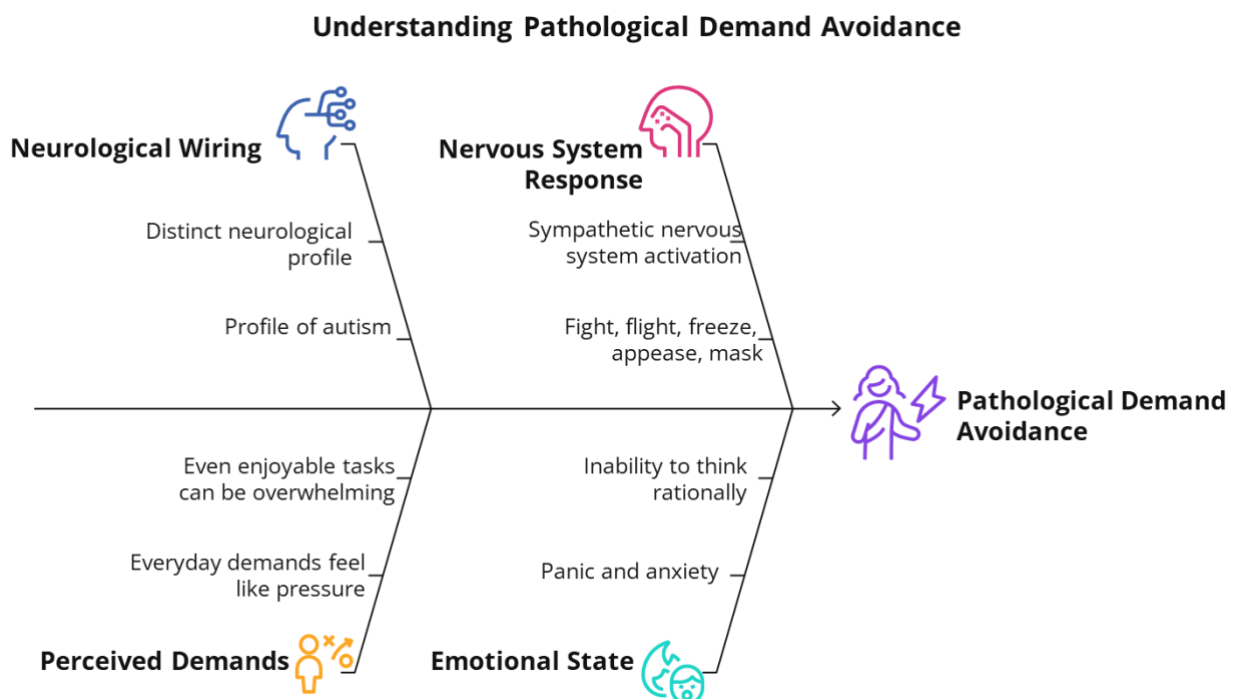 Understanding Pathological Demand Avoidance
Neurological Wiring
Distinct neurological
profile
Profile of autism
Nervous System
Response
Sympathetic nervous
system activation
Fight, flight, freeze,
appease, mask
Pathological Demand
Avoidance
Even enjoyable tasks
can be overwhelming
Everyday demands feel
like pressure
Perceived Demands
Inability to think
rationally
Panic and anxiety
Emotional State